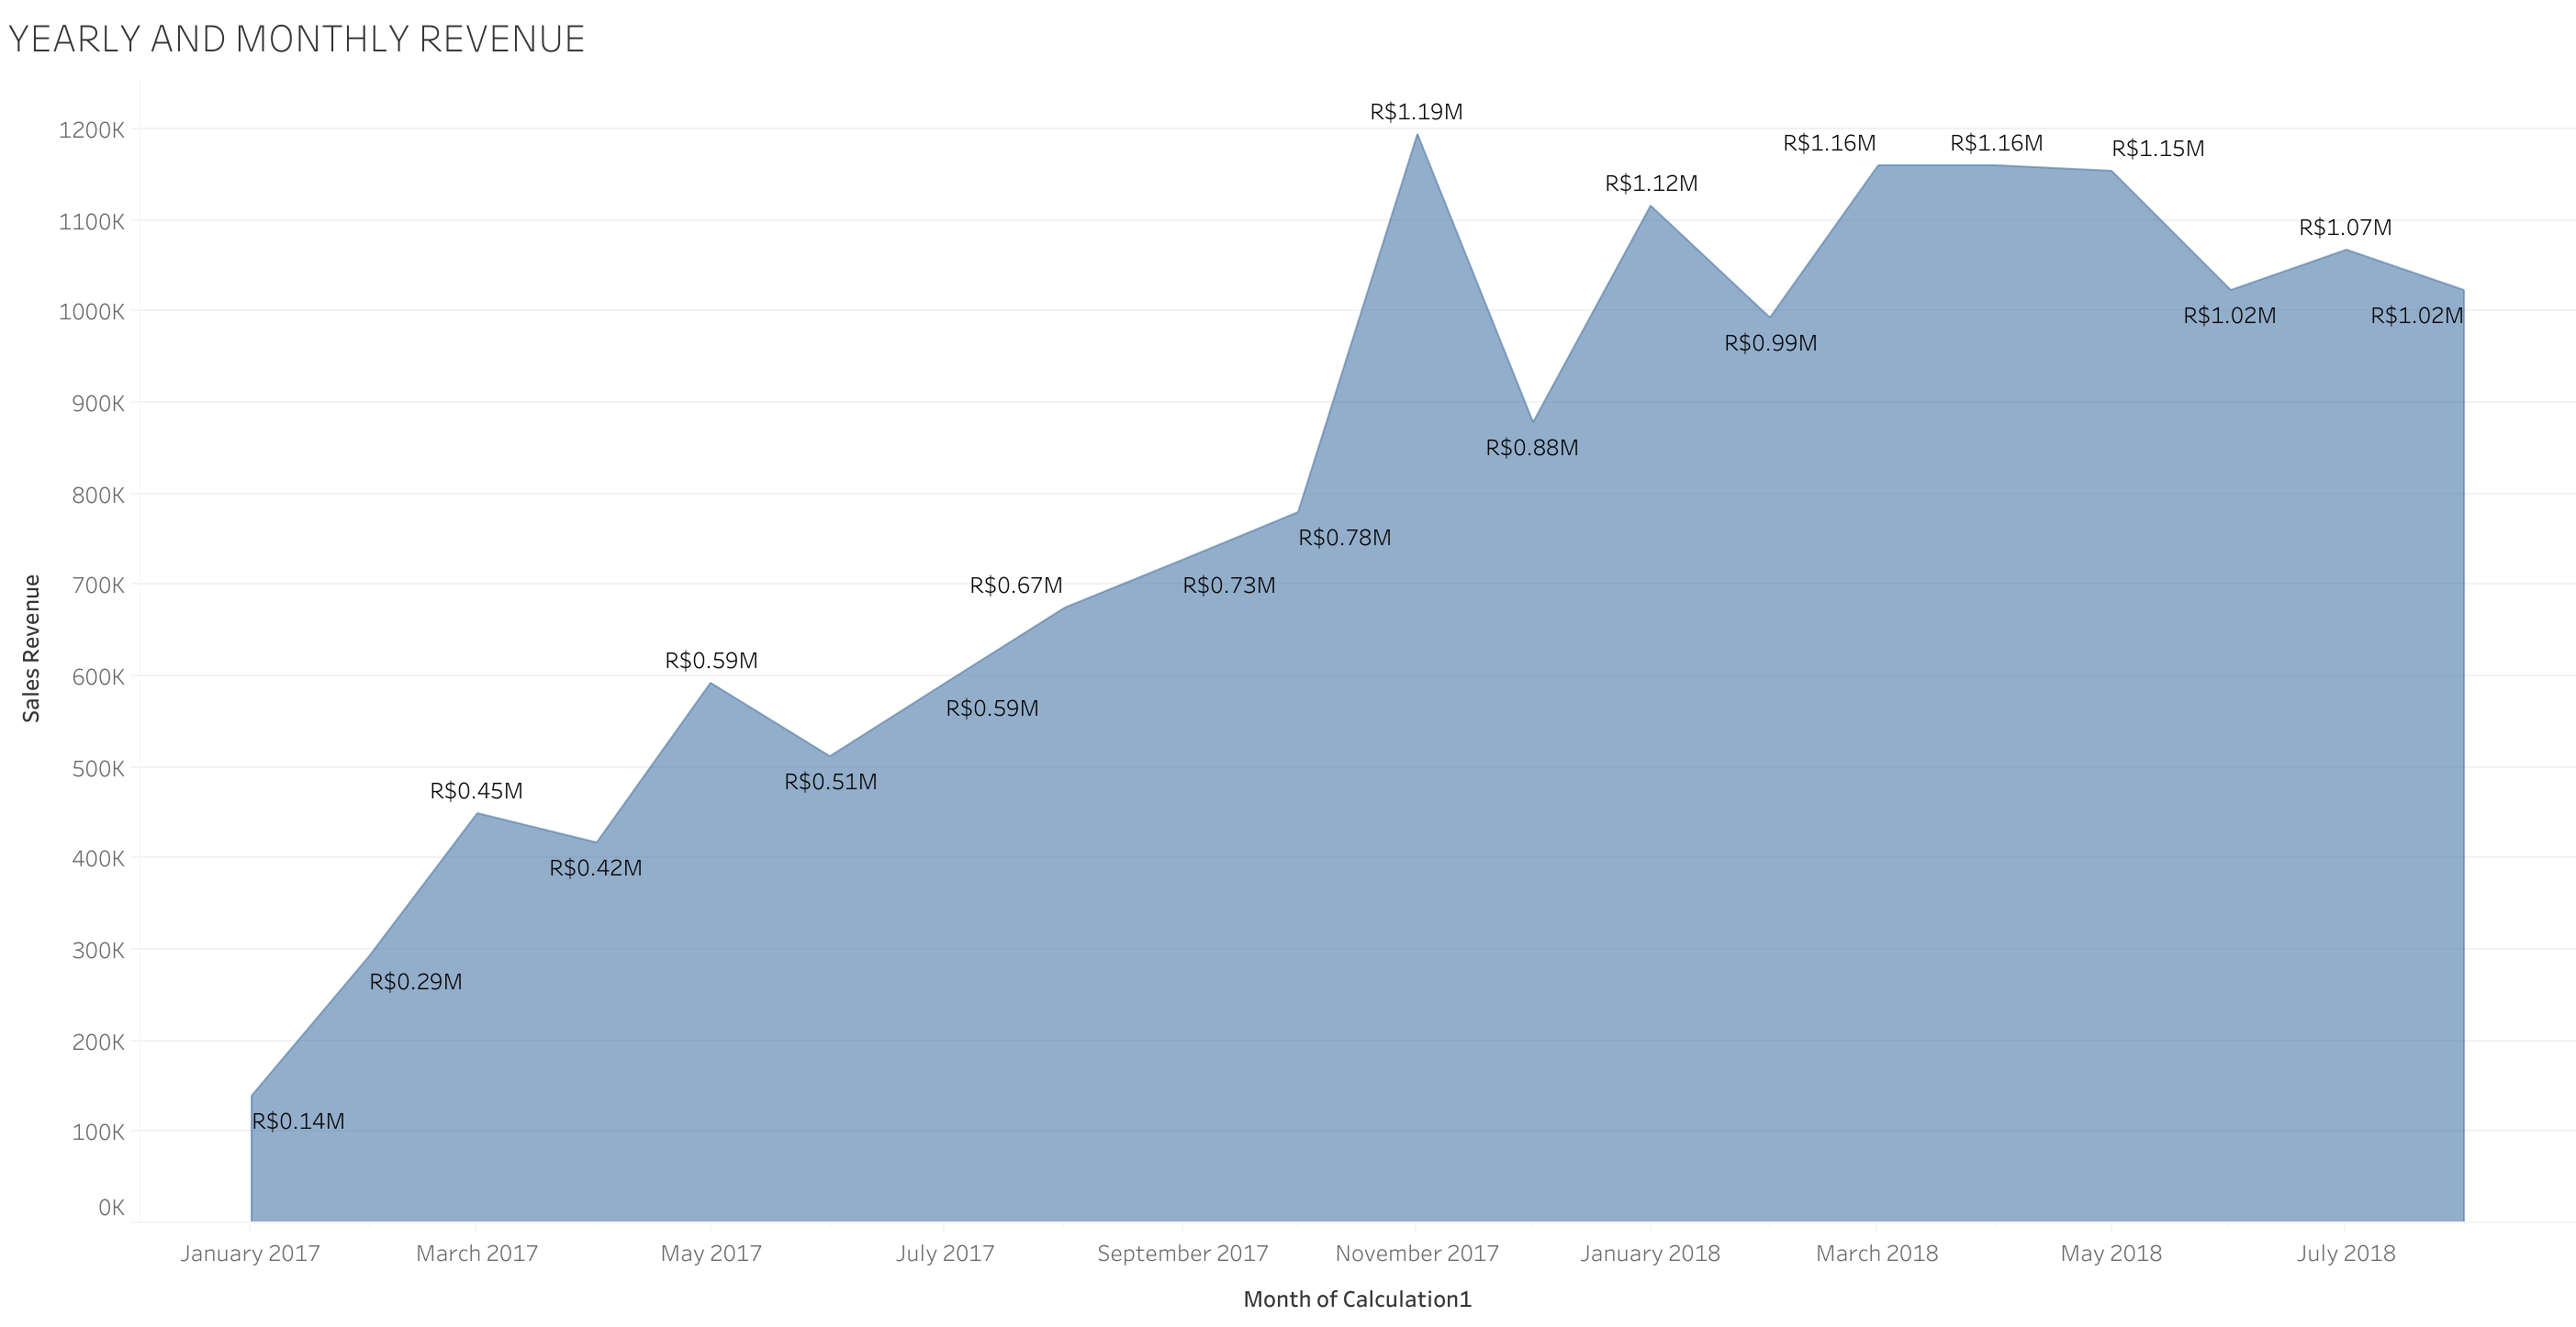 YEARLY AND MONTHLY REVENUE
Sales Revenue
1200K
1100K
1000K
900K
800K
700K
600K
500K
400K
300K
200K
100K
0K
R$0.14M
R$0.29M
R$0.45M
R$0.42M
R$0.59M
R$0.51M
R$0.59M
R$0.67M
R$0.73M
R$0.78M
R$1.19M
R$0.88M
R$1.12M
R$0.99M
R$1.16M
R$1.16M
R$1.15M
R$1.02M
R$1.07M
R$1.02M
January 2017
March 2017
May 2017
July 2017
September 2017
November 2017
January 2018
March 2018
May 2018
July 2018
Month of Calculation1